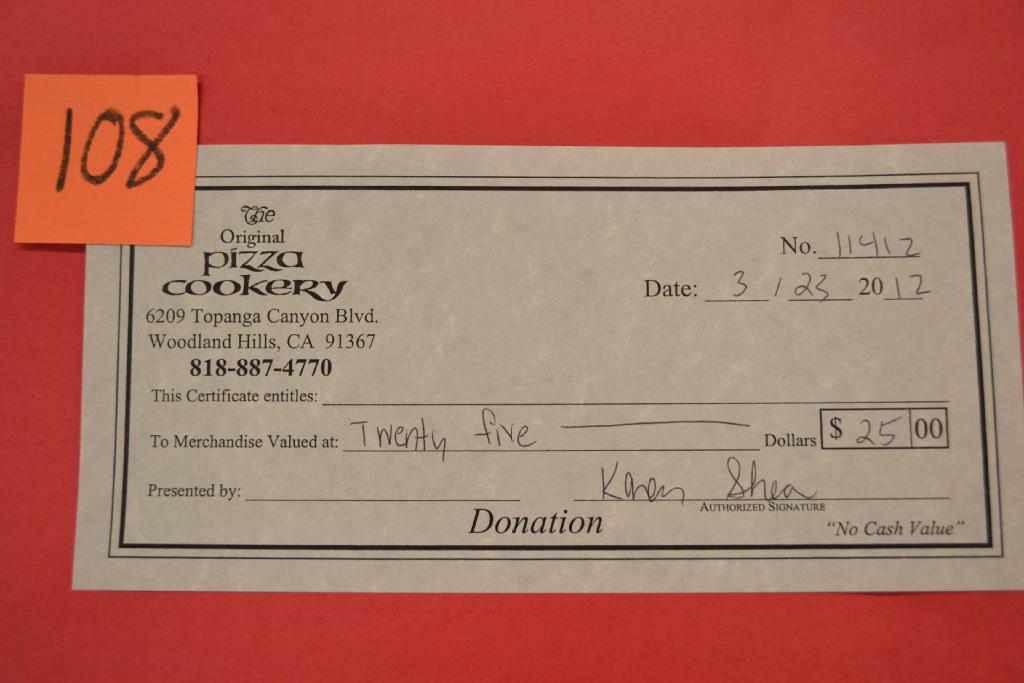 108
The
Original
pizza
cookery
6209 Topanga Canyon Blvd.
Woodland Hills, CA 91367
818-887-4770
No. 11412
Date: 3 / 23 2012
This Certificate entitles:
To Merchandise Valued at: Twenty five Dollars $ 25 00
Presented by:
Karen Shea
AUTHORIZED SIGNATURE
Donation
"No Cash Value"